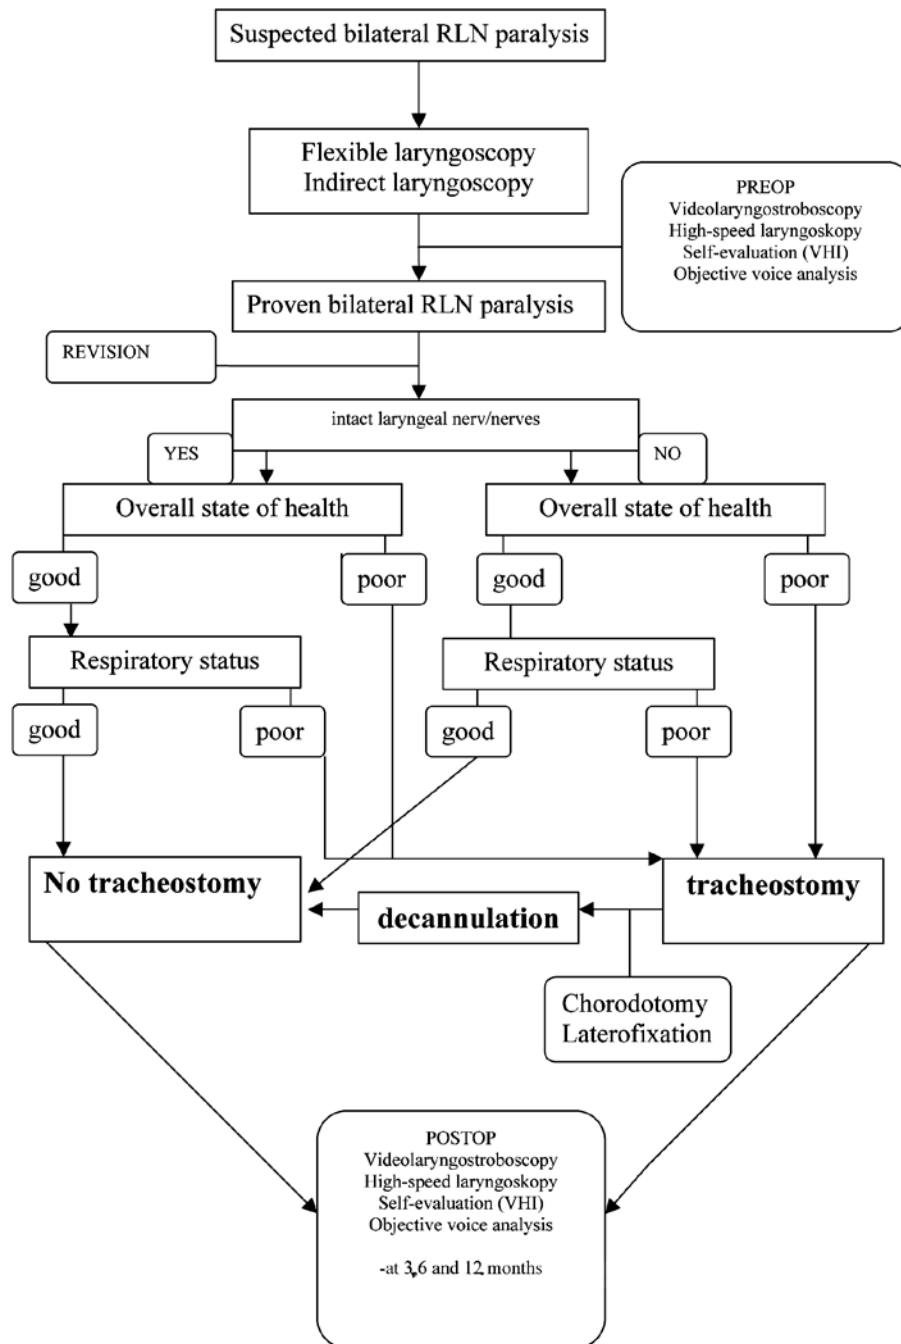 Suspected bilateral RLN paralysis
Flexible laryngoscopy
Indirect laryngoscopy
PREOP
Videolaryngostroboscopy
High-speed laryngoskopy
Self-evaluation (VHI)
Objective voice analysis
Proven bilateral RLN paralysis
REVISION
intact laryngeal nerv/nerves
YES
NO
Overall state of health
Overall state of health
good
poor
good
poor
Respiratory status
Respiratory status
good
poor
good
poor
No tracheostomy
decannulation
tracheostomy
Chorodotomy
Laterofixation
POSTOP
Videolaryngostroboscopy
High-speed laryngoskopy
Self-evaluation (VHI)
Objective voice analysis
-at 3,6 and 12 months